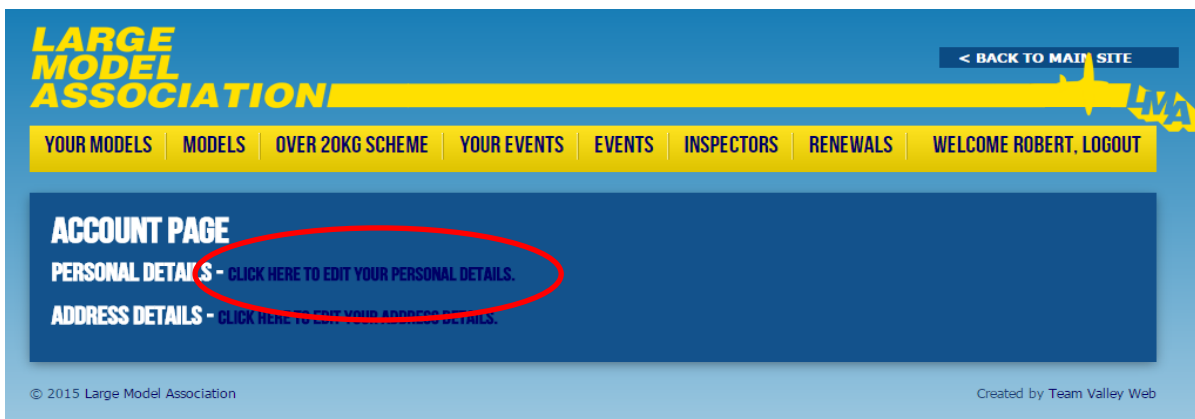 LARGE
MODEL
ASSOCIATION
< BACK TO MAIN SITE
LMA
YOUR MODELS MODELS OVER 20KG SCHEME YOUR EVENTS EVENTS INSPECTORS RENEWALS WELCOME ROBERT, LOGOUT
ACCOUNT PAGE
PERSONAL DETAILS - CLICK HERE TO EDIT YOUR PERSONAL DETAILS.
ADDRESS DETAILS - CLICK HERE TO EDIT YOUR ADDRESS DETAILS.
© 2015 Large Model Association Created by Team Valley Web